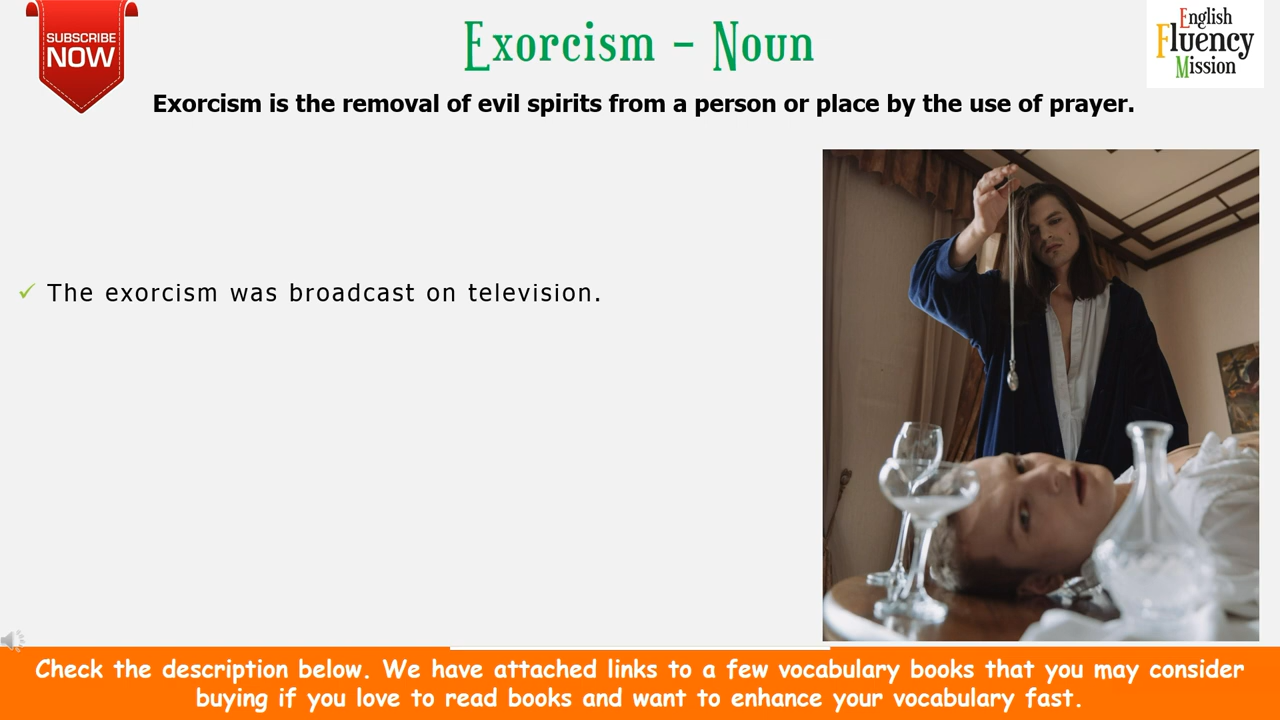 SUBSCRIBE
NOW
Exorcism – Noun
English
Fluency
Mission
Exorcism is the removal of evil spirits from a person or place by the use of prayer.
✓ The exorcism was broadcast on television.
Check the description below. We have attached links to a few vocabulary books that you may consider
buying if you love to read books and want to enhance your vocabulary fast.